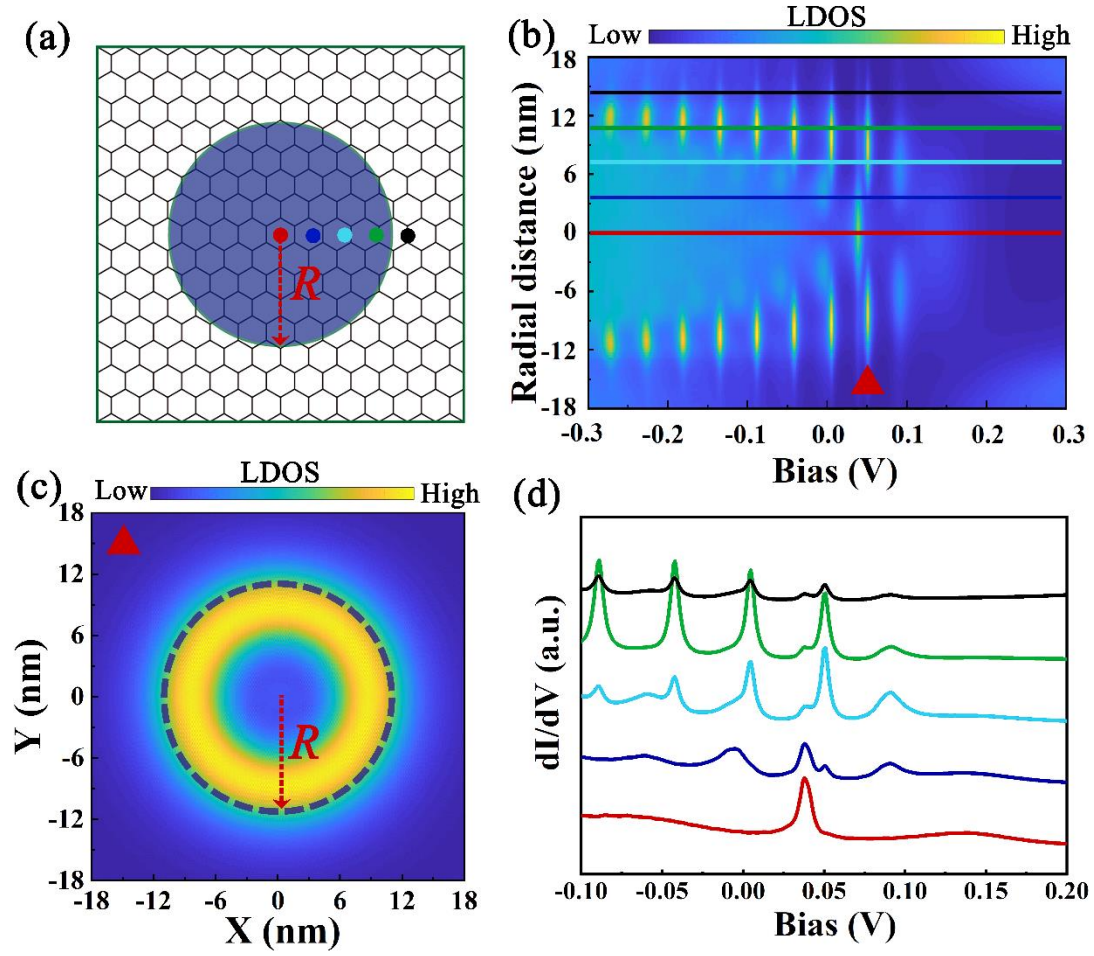 (a)
R
(b)
LDOS
Low
High
Radial distance (nm)
18
12
6
0
-6
-12
-18
-0.3
-0.2
-0.1
0.0
0.1
0.2
0.3
Bias (V)
(c)
LDOS
Low
High
Y (nm)
18
12
6
0
-6
-12
-18
R
-18
-12
-6
0
6
12
18
X (nm)
(d)
dI/dV (a.u.)
-0.10
-0.05
0.00
0.05
0.10
0.15
0.20
Bias (V)